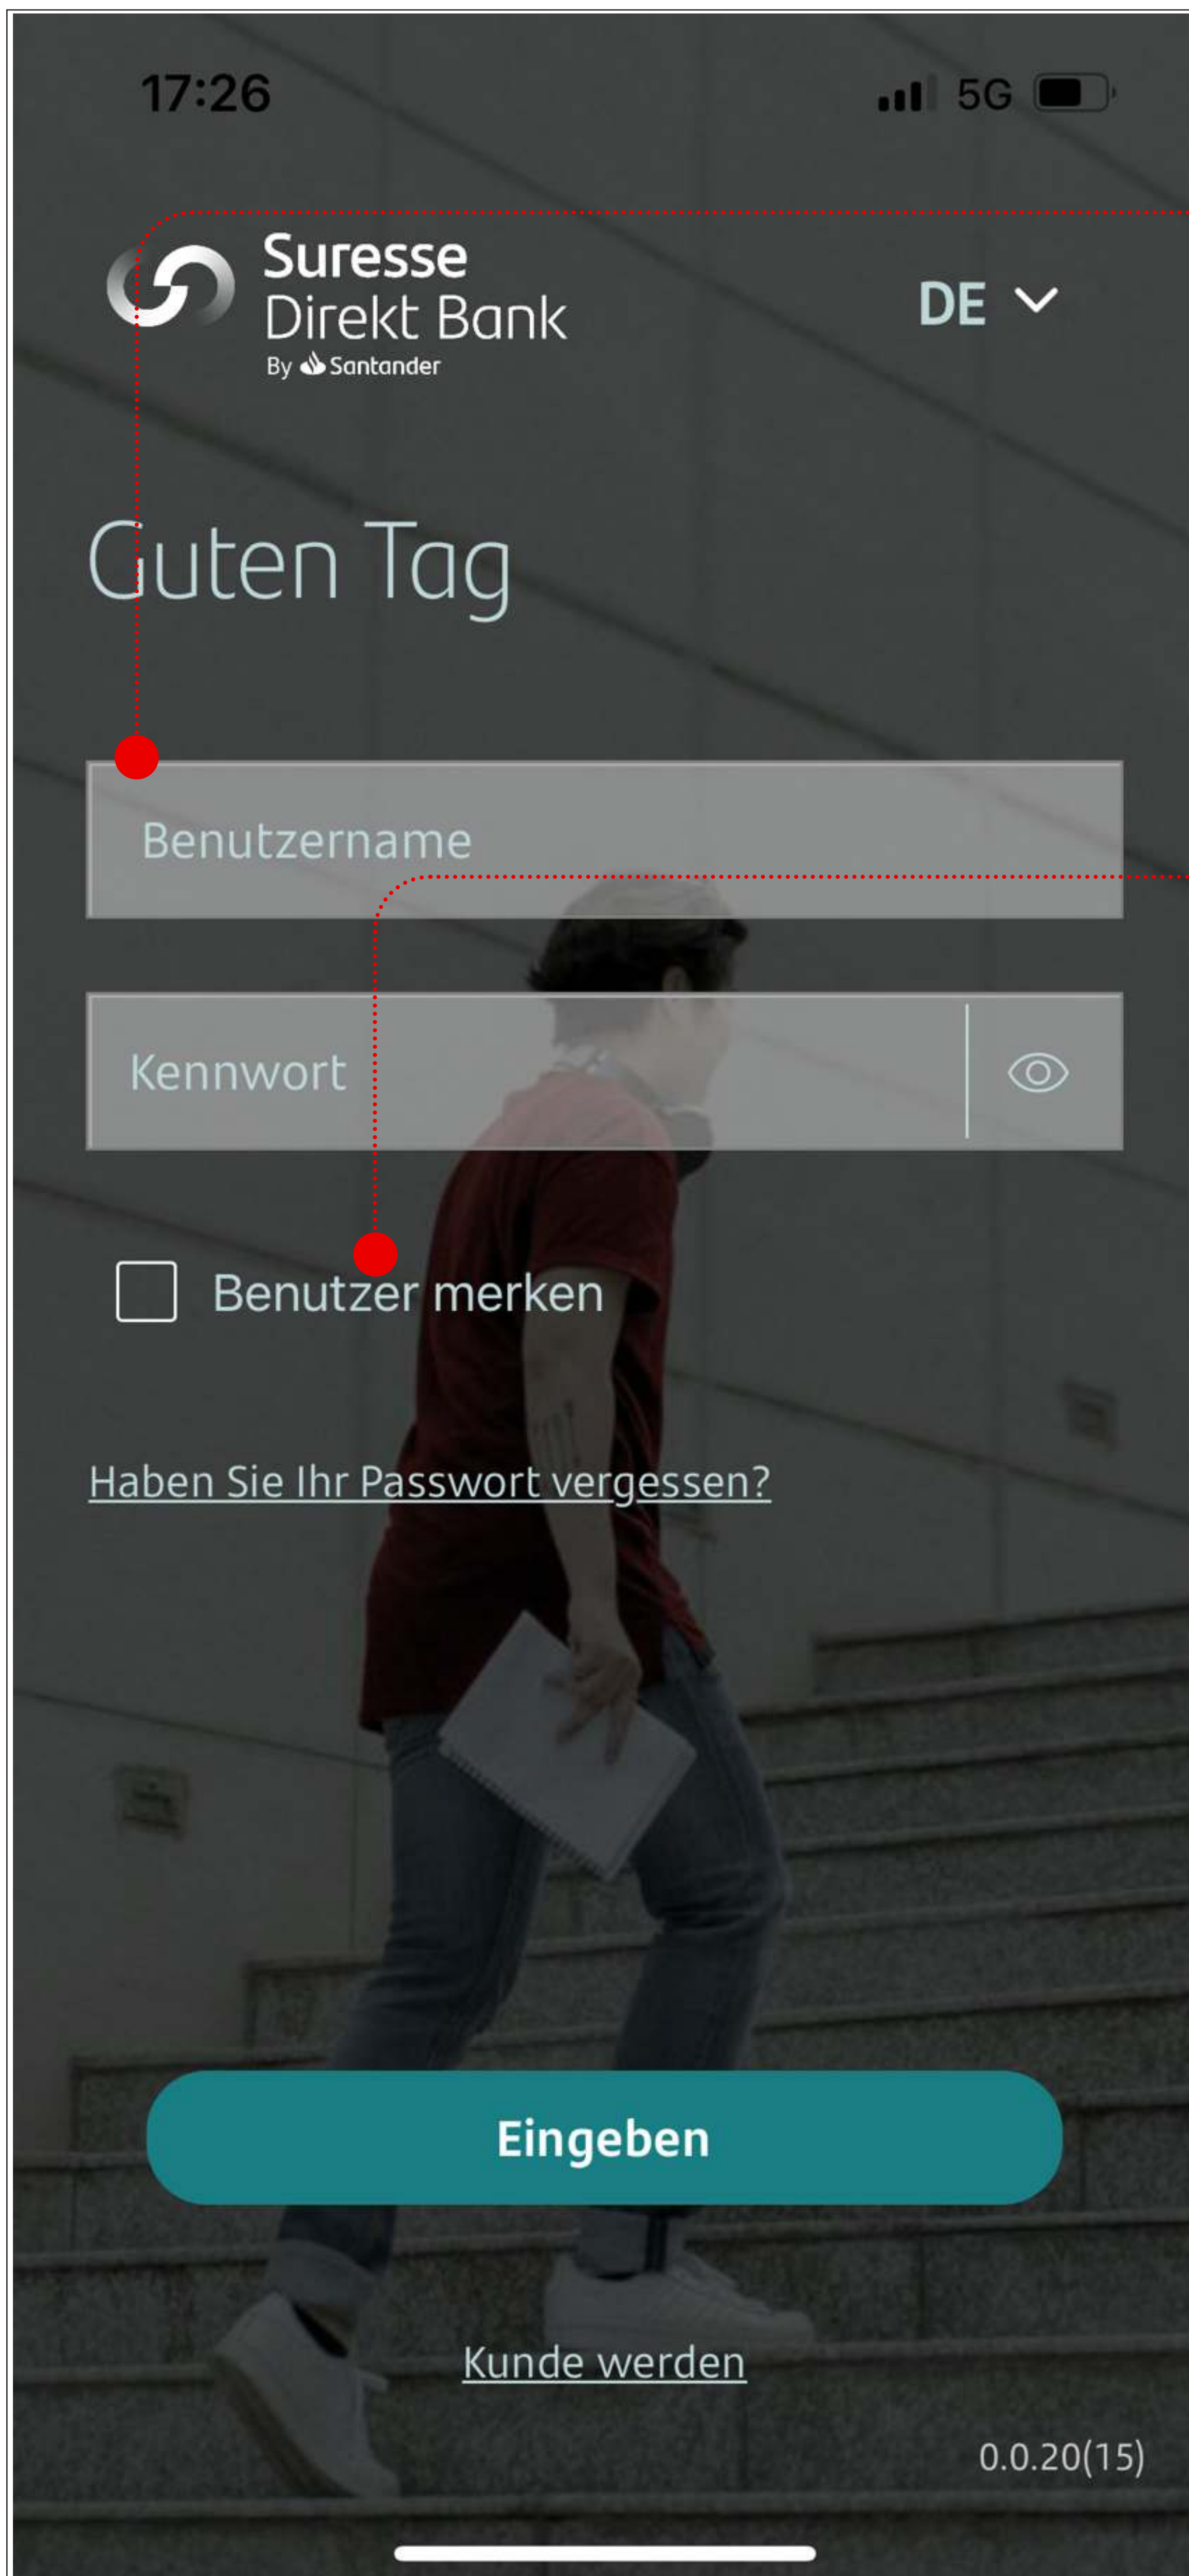 17:26
5G
Suresse
Direkt Bank
By Santander
DE
Guten Tag
Benutzername
Kennwort
Benutzer merken
Haben Sie Ihr Passwort vergessen?
Eingeben
Kunde werden
0.0.20(15)